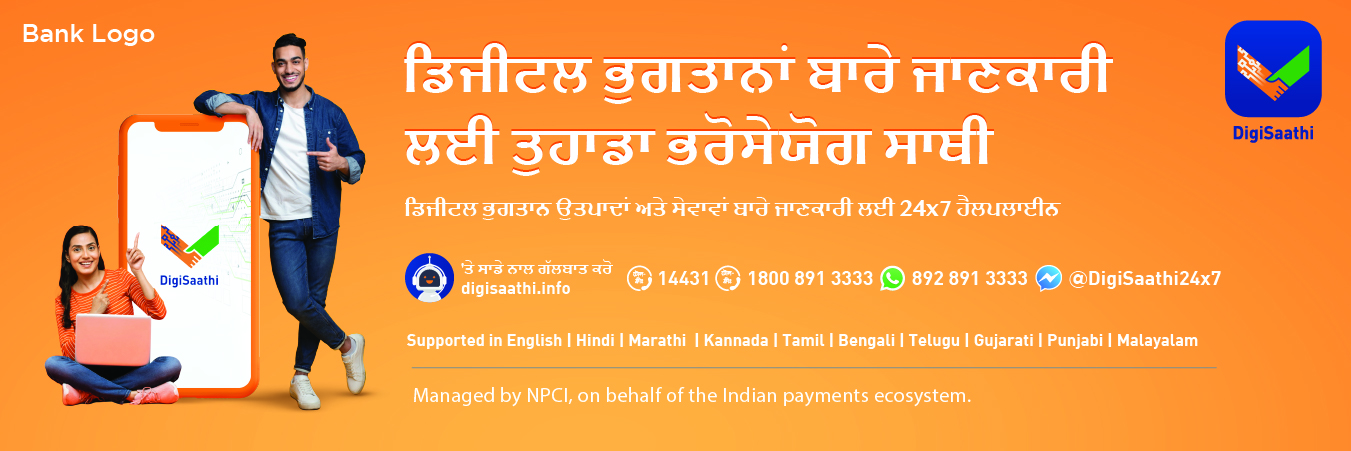 Bank Logo
ਡਿਜੀਟਲ ਭੁਗਤਾਨਾਂ ਬਾਰੇ ਜਾਣਕਾਰੀ
ਲਈ ਤੁਹਾਡਾ ਭਰੋਸੇਯੋਗ ਸਾਥੀ
DigiSaathi
ਡਿਜੀਟਲ ਭੁਗਤਾਨ ਉਤਪਾਦਾਂ ਅਤੇ ਸੇਵਾਵਾਂ ਬਾਰੇ ਜਾਣਕਾਰੀ ਲਈ 24x7 ਹੈਲਪਲਾਈਨ
DigiSaathi
'ਤੇ ਸਾਡੇ ਨਾਲ ਗੱਲਬਾਤ ਕਰੋ
digisaathi.info
14431 1800 891 3333 892 891 3333 @DigiSaathi24x7
Supported in English | Hindi | Marathi | Kannada | Tamil | Bengali | Telugu | Gujarati | Punjabi | Malayalam
Managed by NPCI, on behalf of the Indian payments ecosystem.